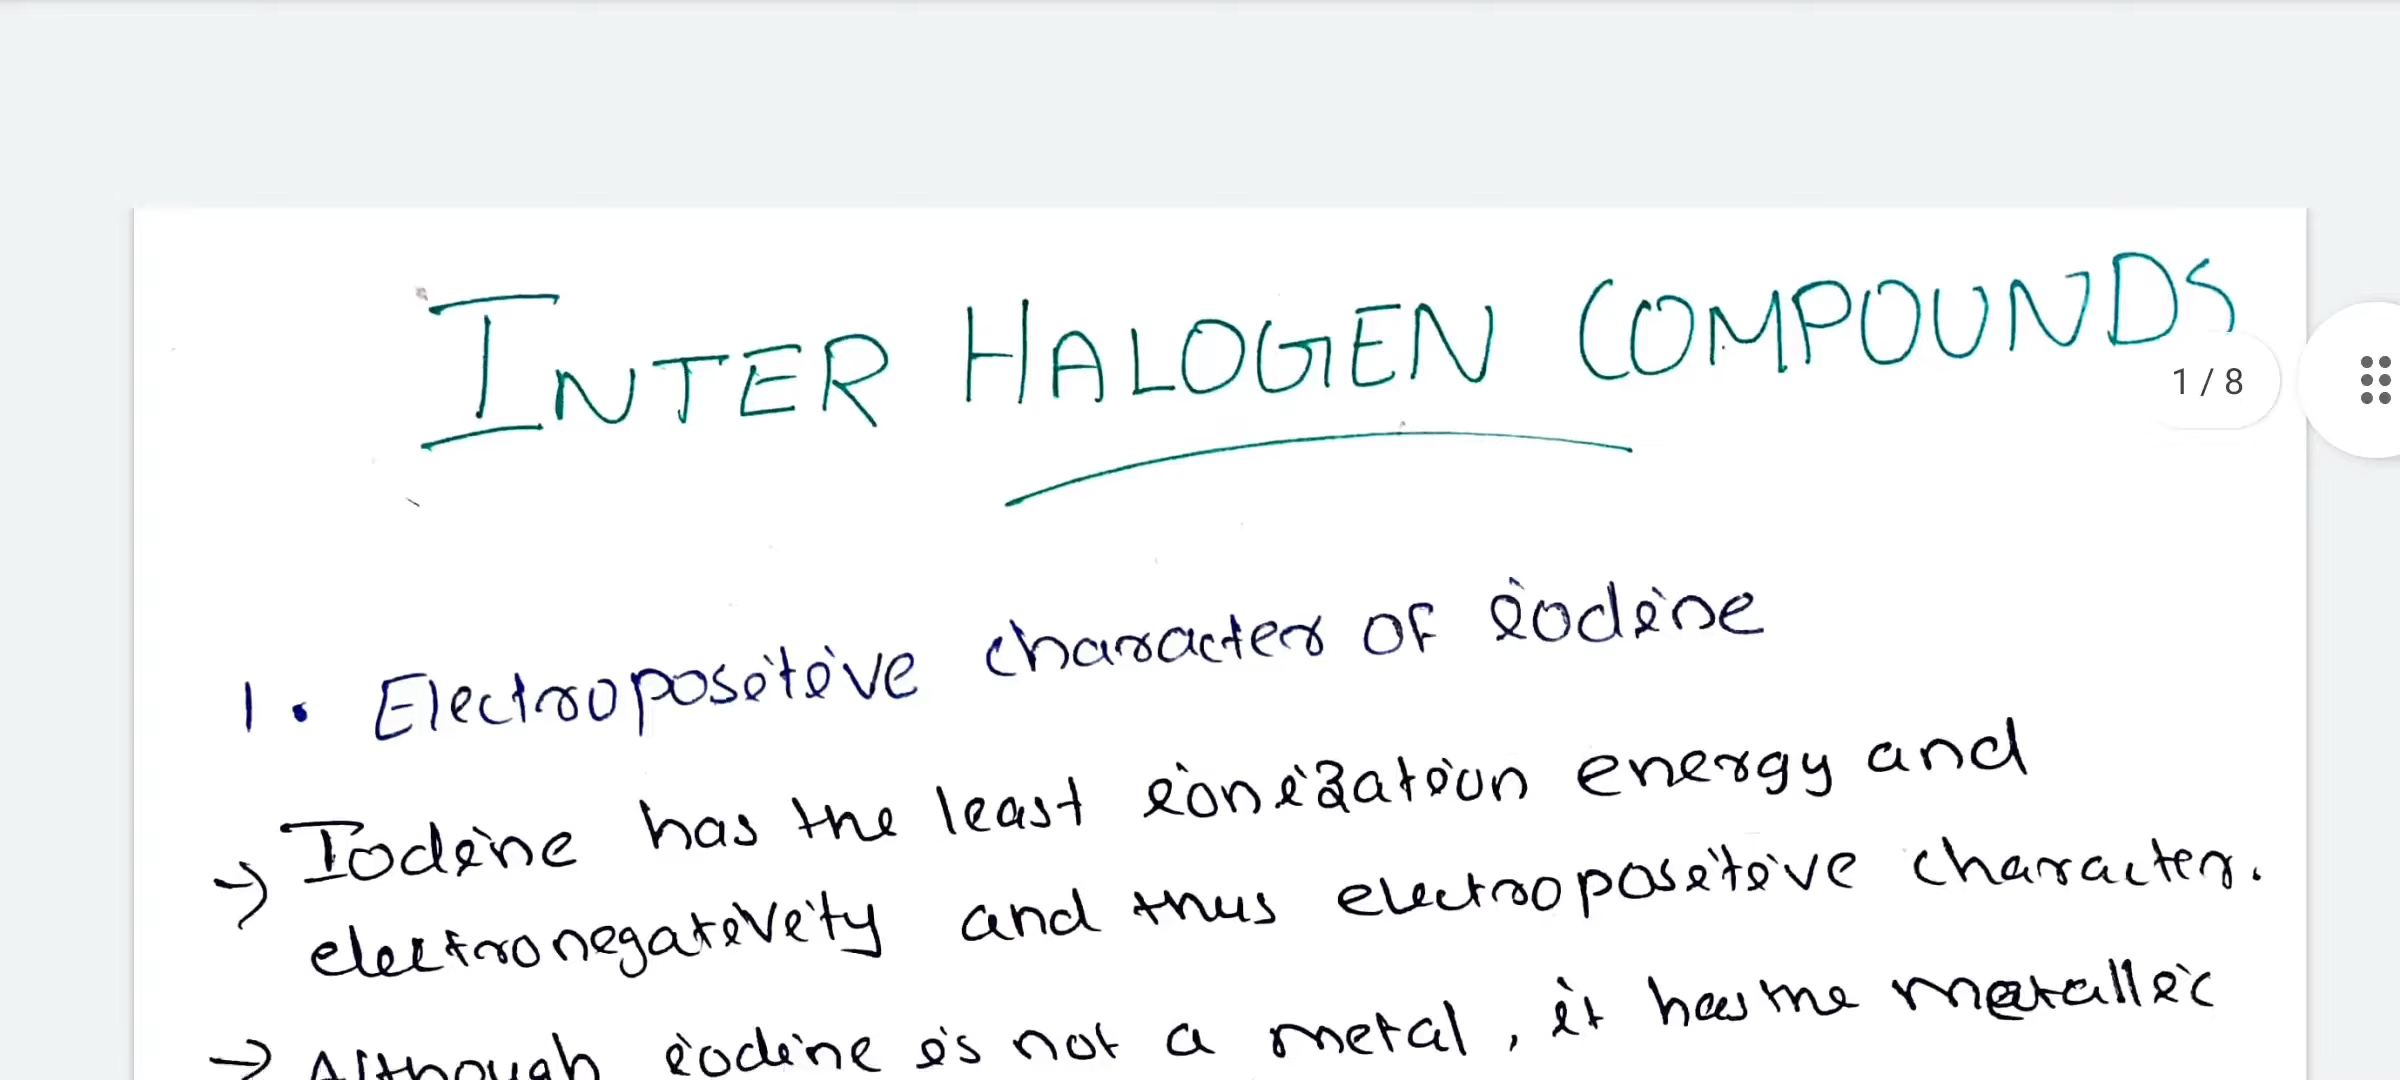 INTER HALOGEN COMPOUNDS
1 / 8
1. Electropositive character of iodine
→ Iodine has the least ionization energy and
electronegativity and thus electropositive character.
→ Although iodine is not a metal, it has the metallic